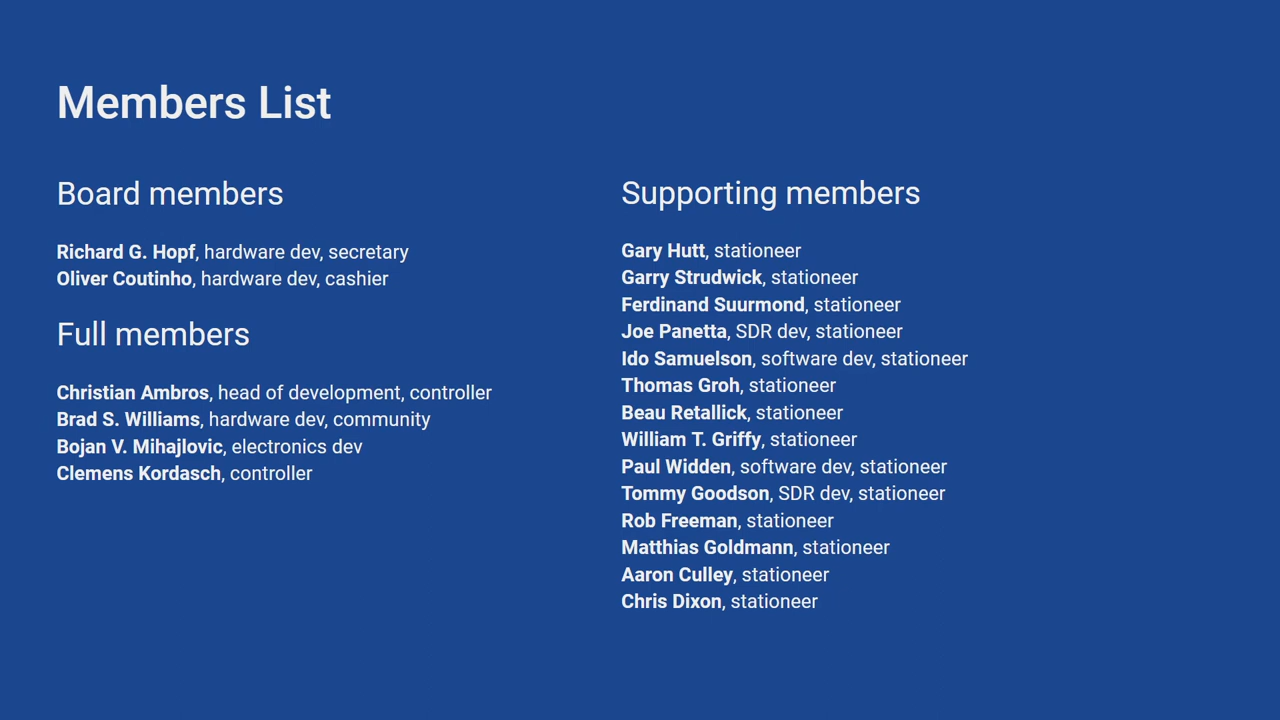 Members List
Board members
Richard G. Hopf, hardware dev, secretary
Oliver Coutinho, hardware dev, cashier
Full members
Christian Ambros, head of development, controller
Brad S. Williams, hardware dev, community
Bojan V. Mihajlovic, electronics dev
Clemens Kordasch, controller
Supporting members
Gary Hutt, stationeer
Garry Strudwick, stationeer
Ferdinand Suurmond, stationeer
Joe Panetta, SDR dev, stationeer
Ido Samuelson, software dev, stationeer
Thomas Groh, stationeer
Beau Retallick, stationeer
William T. Griffy, stationeer
Paul Widden, software dev, stationeer
Tommy Goodson, SDR dev, stationeer
Rob Freeman, stationeer
Matthias Goldmann, stationeer
Aaron Culley, stationeer
Chris Dixon, stationeer